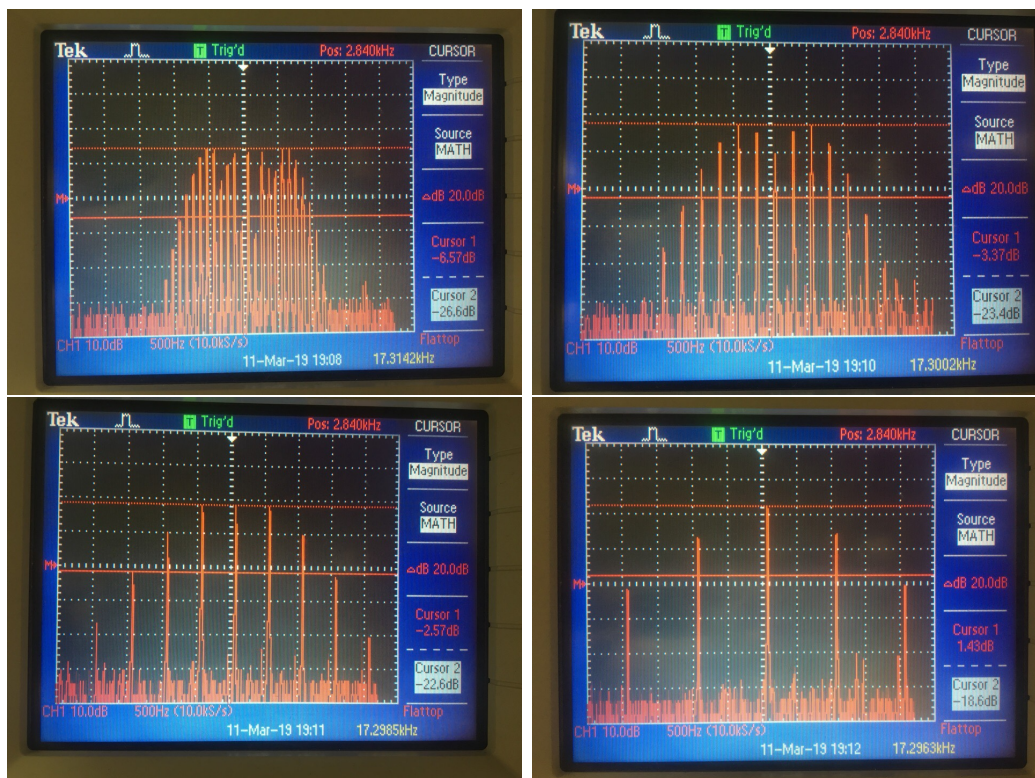 Tek T Trig'd Pos: 2.840kHz CURSOR
Type
Magnitude
Source
MATH
M
△dB 20.0dB
Cursor 1
-6.57dB
Cursor 2
-26.6dB
CH1 10.0dB 500Hz (10.0kS/s) Flattop
11-Mar-19 19:08 17.3142kHz
Tek T Trig'd Pos: 2.840kHz CURSOR
Type
Magnitude
Source
MATH
M
△dB 20.0dB
Cursor 1
-3.37dB
Cursor 2
-23.4dB
CH1 10.0dB 500Hz (10.0kS/s) Flattop
11-Mar-19 19:10 17.3002kHz
Tek T Trig'd Pos: 2.840kHz CURSOR
Type
Magnitude
Source
MATH
M
△dB 20.0dB
Cursor 1
-2.57dB
Cursor 2
-22.6dB
CH1 10.0dB 500Hz (10.0kS/s) Flattop
11-Mar-19 19:11 17.2985kHz
Tek T Trig'd Pos: 2.840kHz CURSOR
Type
Magnitude
Source
MATH
M
△dB 20.0dB
Cursor 1
1.43dB
Cursor 2
-18.6dB
CH1 10.0dB 500Hz (10.0kS/s) Flattop
11-Mar-19 19:12 17.2963kHz